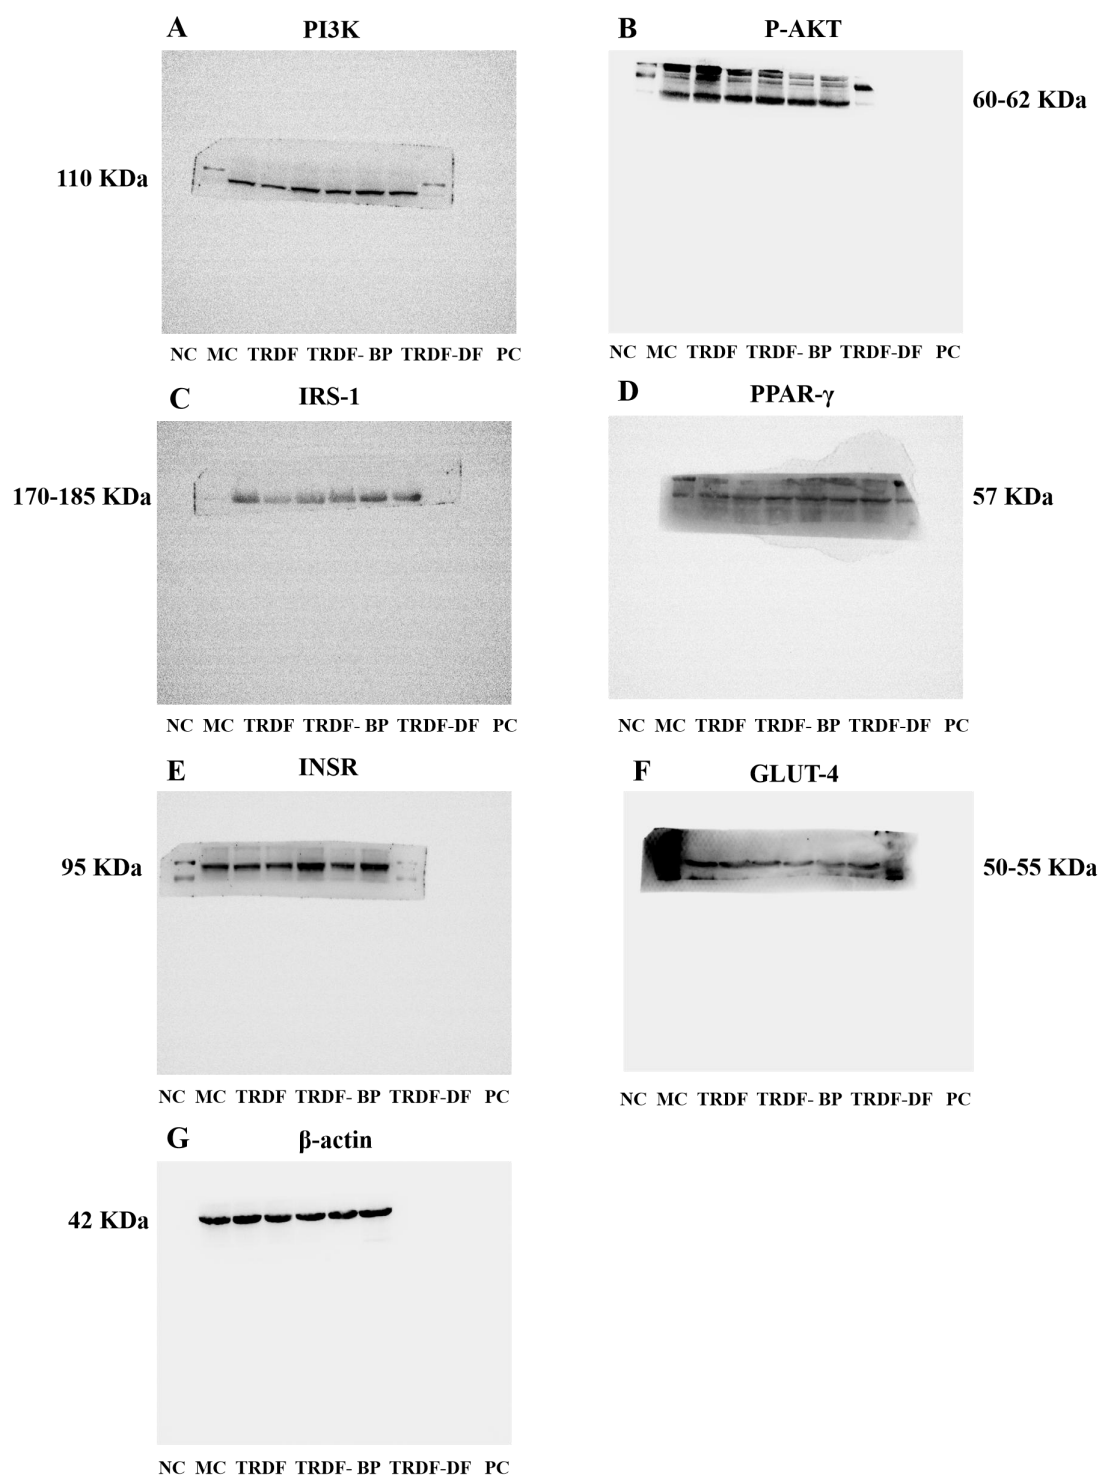 A PI3K
110 KDa
NC MC TRDF TRDF- BP TRDF-DF PC
B P-AKT
60-62 KDa
NC MC TRDF TRDF- BP TRDF-DF PC
C IRS-1
170-185 KDa
NC MC TRDF TRDF- BP TRDF-DF PC
D PPAR-γ
57 KDa
NC MC TRDF TRDF- BP TRDF-DF PC
E INSR
95 KDa
NC MC TRDF TRDF- BP TRDF-DF PC
F GLUT-4
50-55 KDa
NC MC TRDF TRDF- BP TRDF-DF PC
G β-actin
42 KDa
NC MC TRDF TRDF- BP TRDF-DF PC